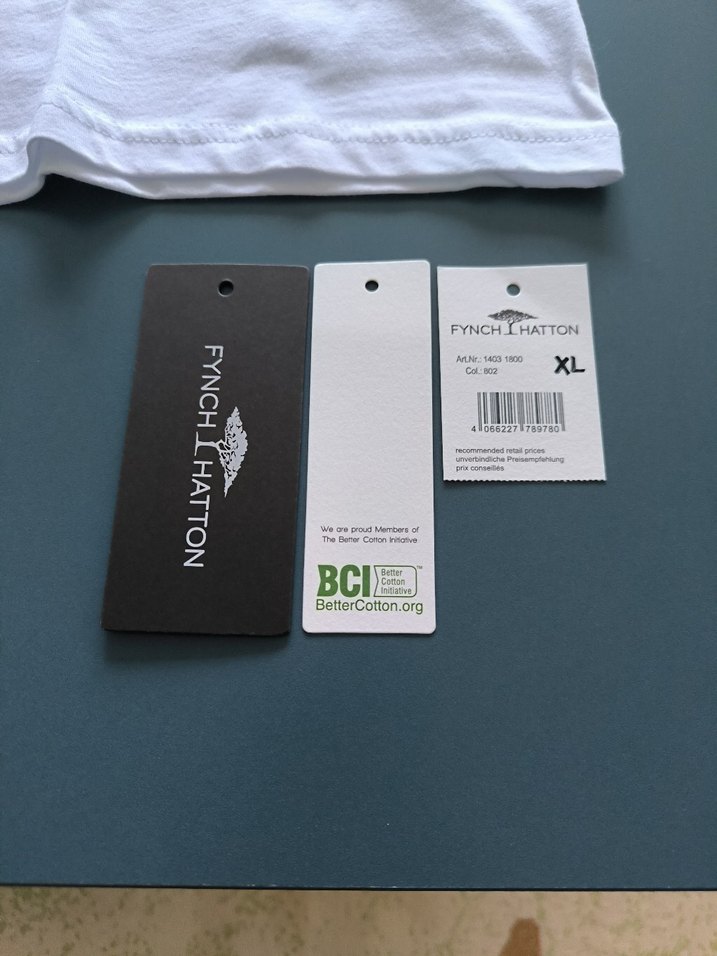 FYNCH HATTON
We are proud Members of
The Better Cotton Initiative
BCI Better
Cotton
Initiative™
BetterCotton.org
FYNCH HATTON
Art.Nr.: 1403 1800
Col.: 802
XL
4 066227 789780
recommended retail prices
unverbindliche Preisempfehlung
prix conseillés